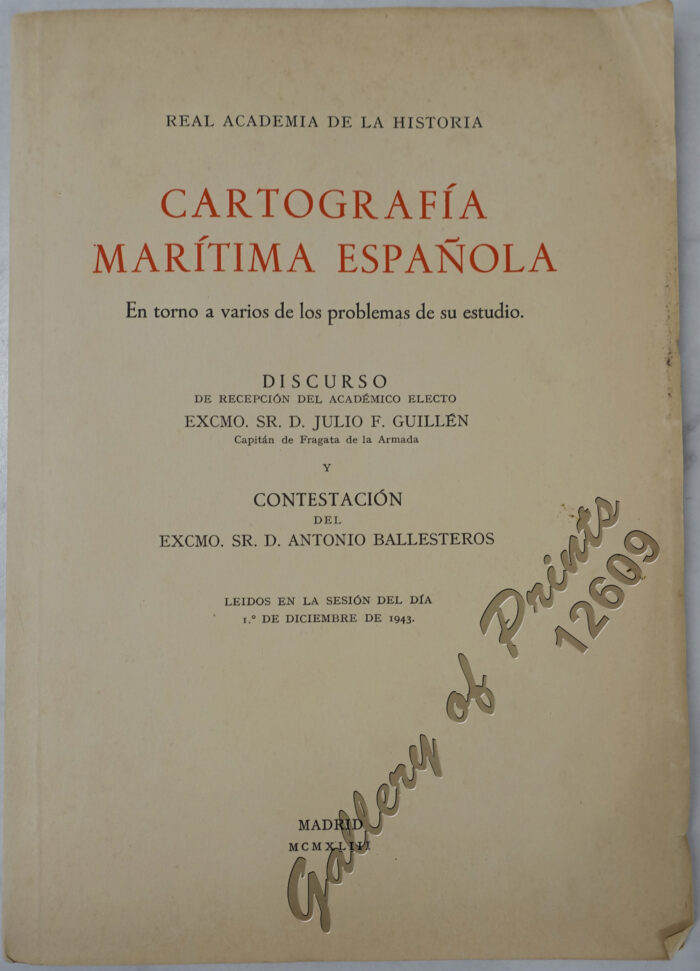 REAL ACADEMIA DE LA HISTORIA
CARTOGRAFÍA
MARÍTIMA ESPAÑOLA
En torno a varios de los problemas de su estudio.
DISCURSO
DE RECEPCIÓN DEL ACADÉMICO ELECTO
EXCMO. SR. D. JULIO F. GUILLÉN
Capitán de Fragata de la Armada
Y
CONTESTACIÓN
DEL
EXCMO. SR. D. ANTONIO BALLESTEROS
LEIDOS EN LA SESIÓN DEL DÍA
1.º DE DICIEMBRE DE 1943.
MADRID
MCMXLIII
Gallery of Prints
12609